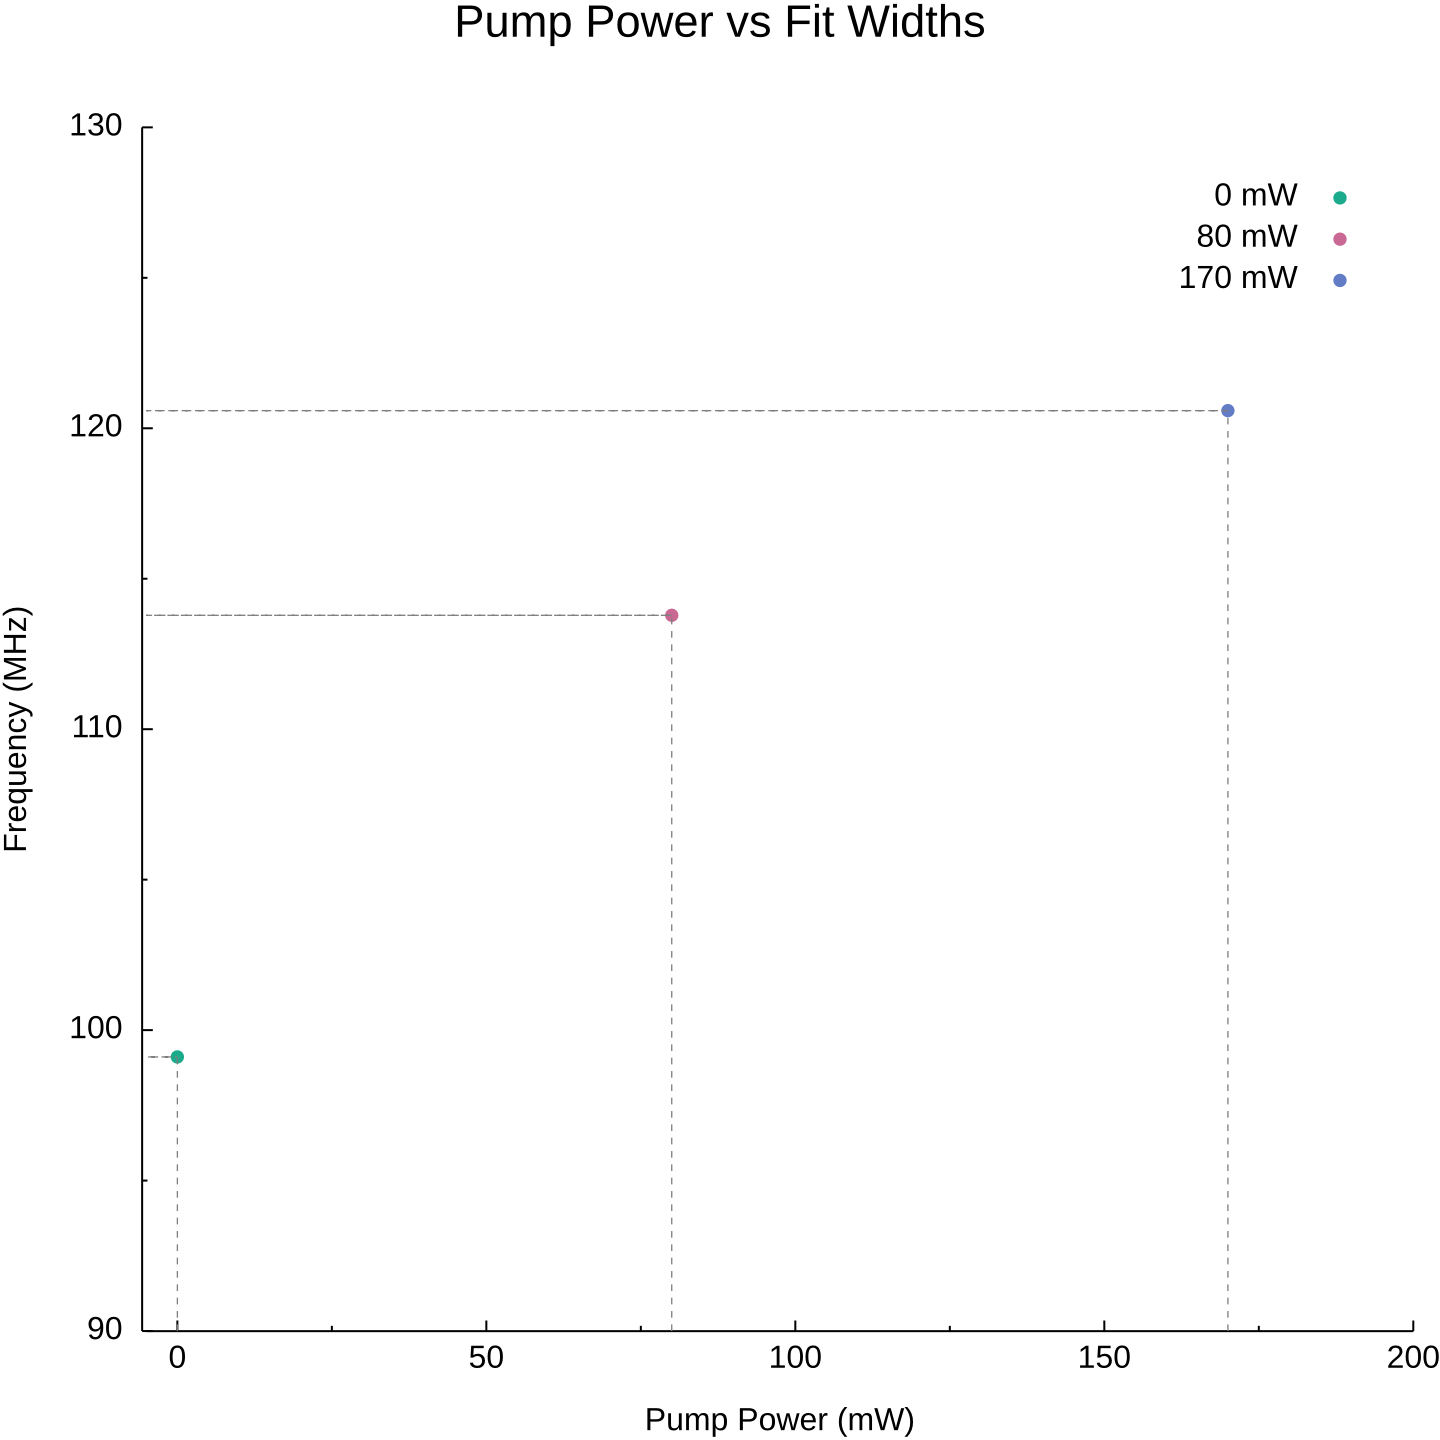 Pump Power vs Fit Widths
130
0 mW
80 mW
170 mW
120
110
100
90
Frequency (MHz)
0 50 100 150 200
Pump Power (mW)